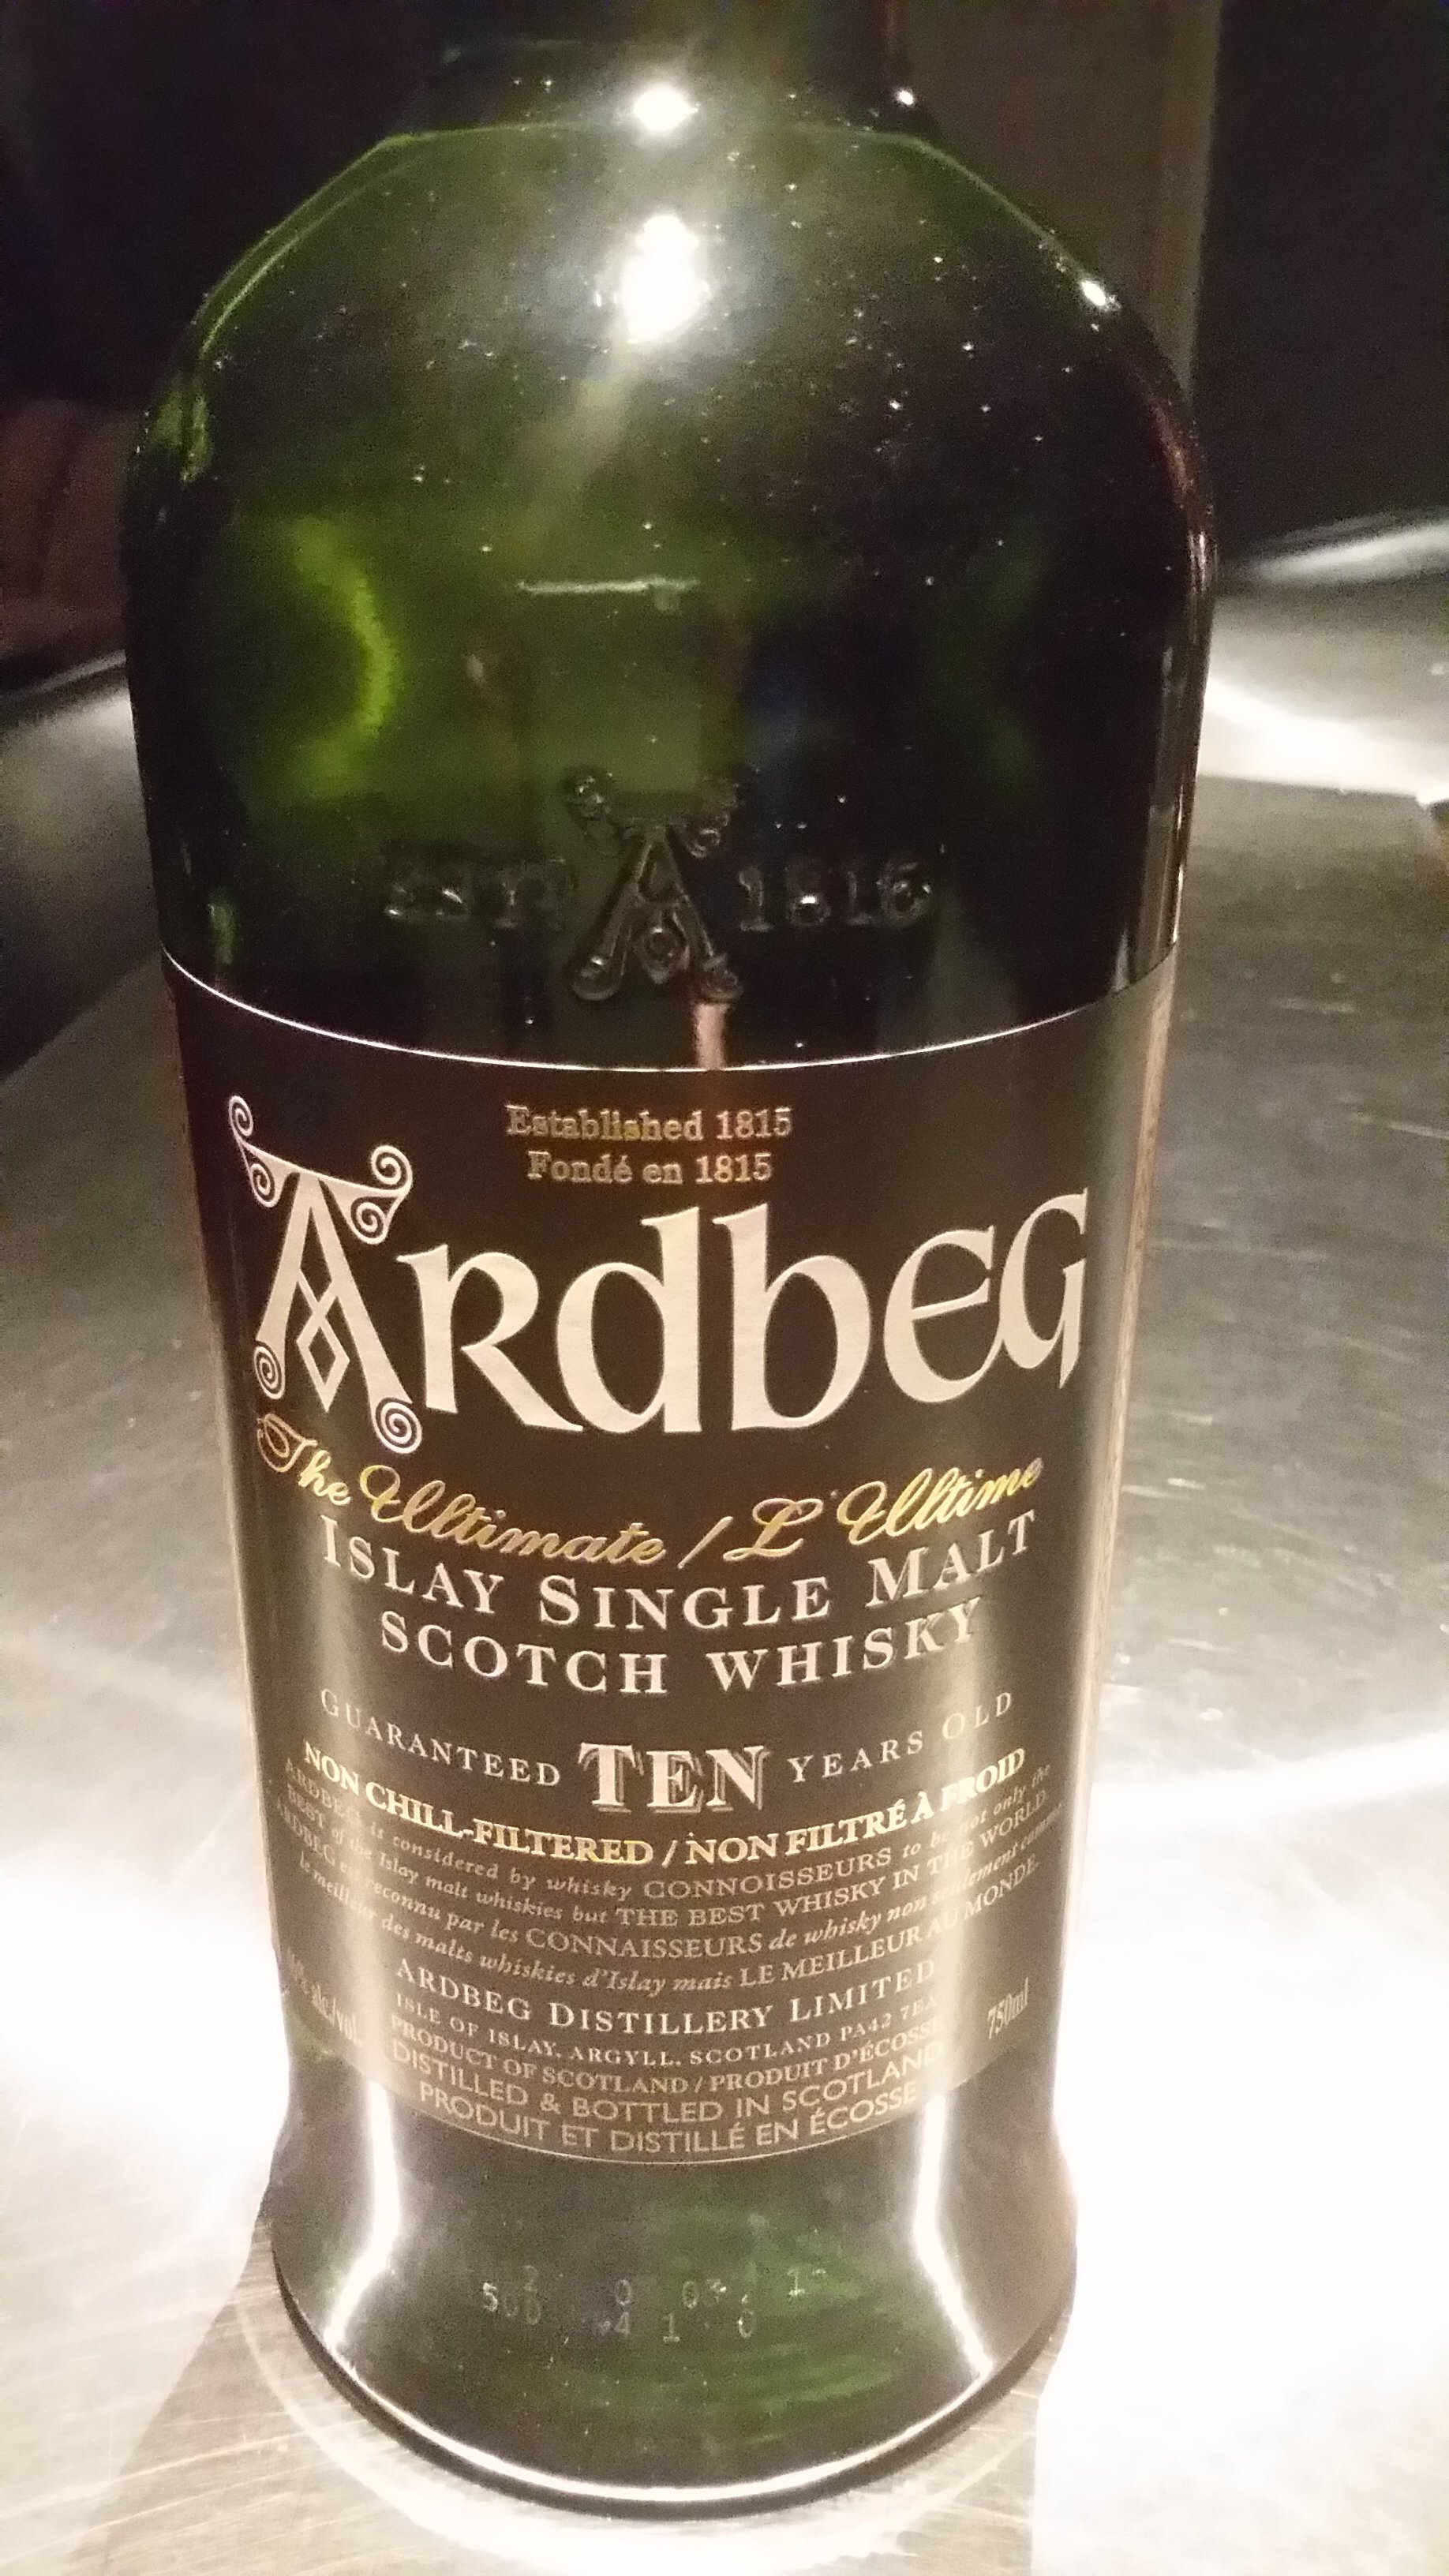 ESTD A 1815
Established 1815
Fondé en 1815
ARdbEG
The Ultimate / L'Ultime
ISLAY SINGLE MALT
SCOTCH WHISKY
GUARANTEED TEN YEARS OLD
NON CHILL-FILTERED / NON FILTRÉ À FROID
ARDBEG is considered by whisky CONNOISSEURS to be not only the
BEST of the Islay malt whiskies but THE BEST WHISKY IN THE WORLD.
ARDBEG est reconnu par les CONNAISSEURS de whisky non seulement comme
le meilleur des malts whiskies d'Islay mais LE MEILLEUR AU MONDE.
ARDBEG DISTILLERY LIMITED
ISLE OF ISLAY, ARGYLL, SCOTLAND PA42 7EA
alc./vol. 750ml
PRODUCT OF SCOTLAND / PRODUIT D'ÉCOSSE
DISTILLED & BOTTLED IN SCOTLAND
PRODUIT ET DISTILLÉ EN ÉCOSSE